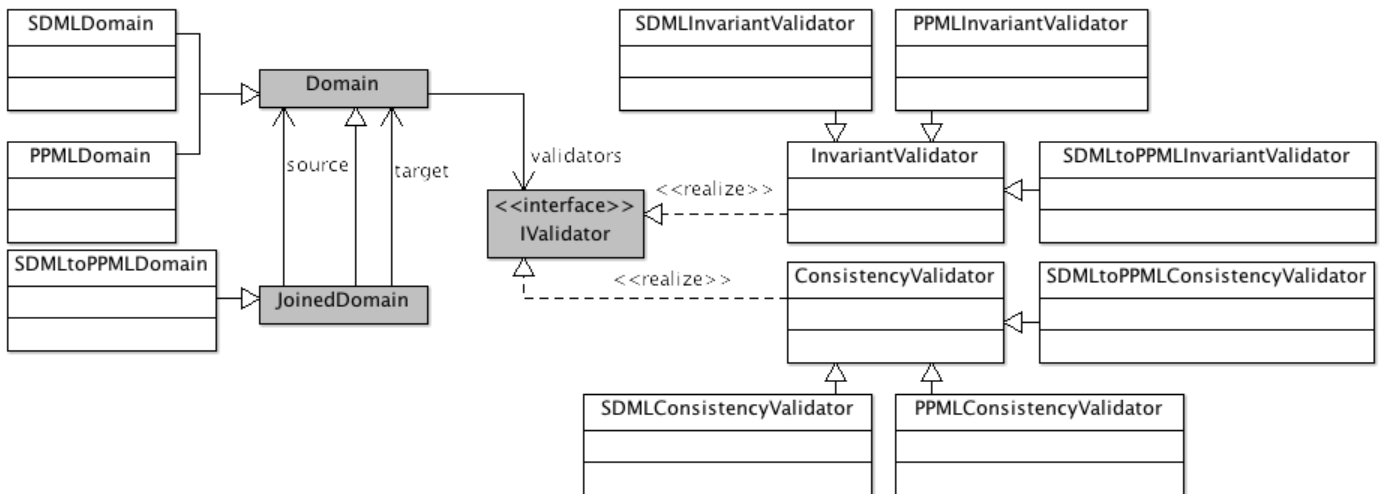 SDMLDomain
SDMLInvariantValidator
PPMLInvariantValidator
Domain
PPMLDomain
source
target
validators
InvariantValidator
SDMLtoPPMLInvariantValidator
<<realize>>
<<interface>>
IValidator
SDMLtoPPMLDomain
JoinedDomain
<<realize>>
ConsistencyValidator
SDMLtoPPMLConsistencyValidator
SDMLConsistencyValidator
PPMLConsistencyValidator